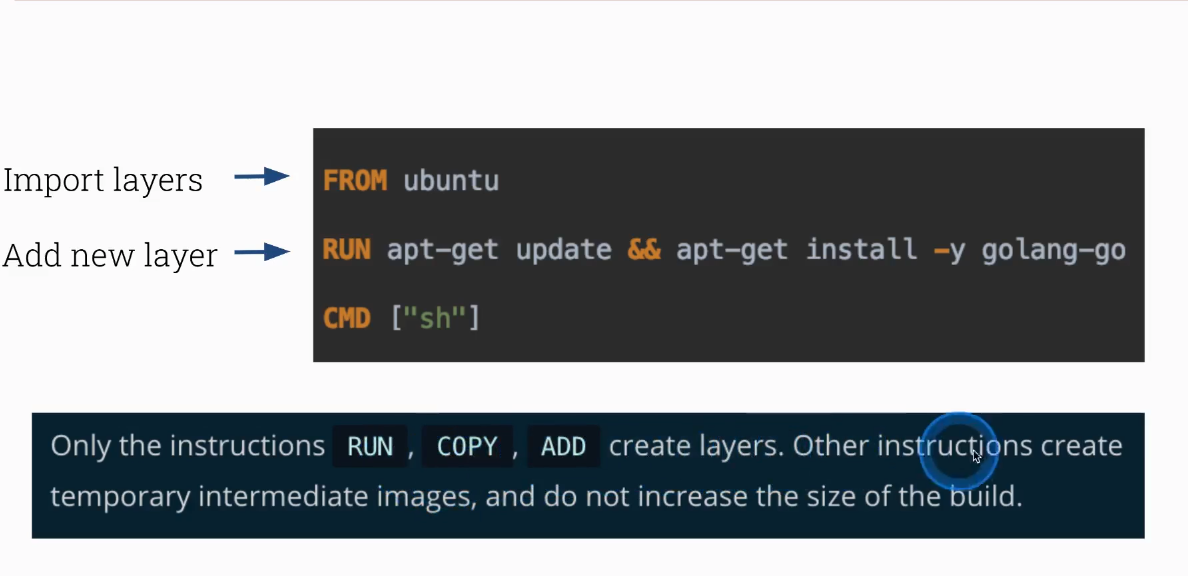 Import layers
FROM ubuntu
Add new layer
RUN apt-get update && apt-get install -y golang-go
CMD ["sh"]
Only the instructions RUN , COPY , ADD create layers. Other instructions create
temporary intermediate images, and do not increase the size of the build.